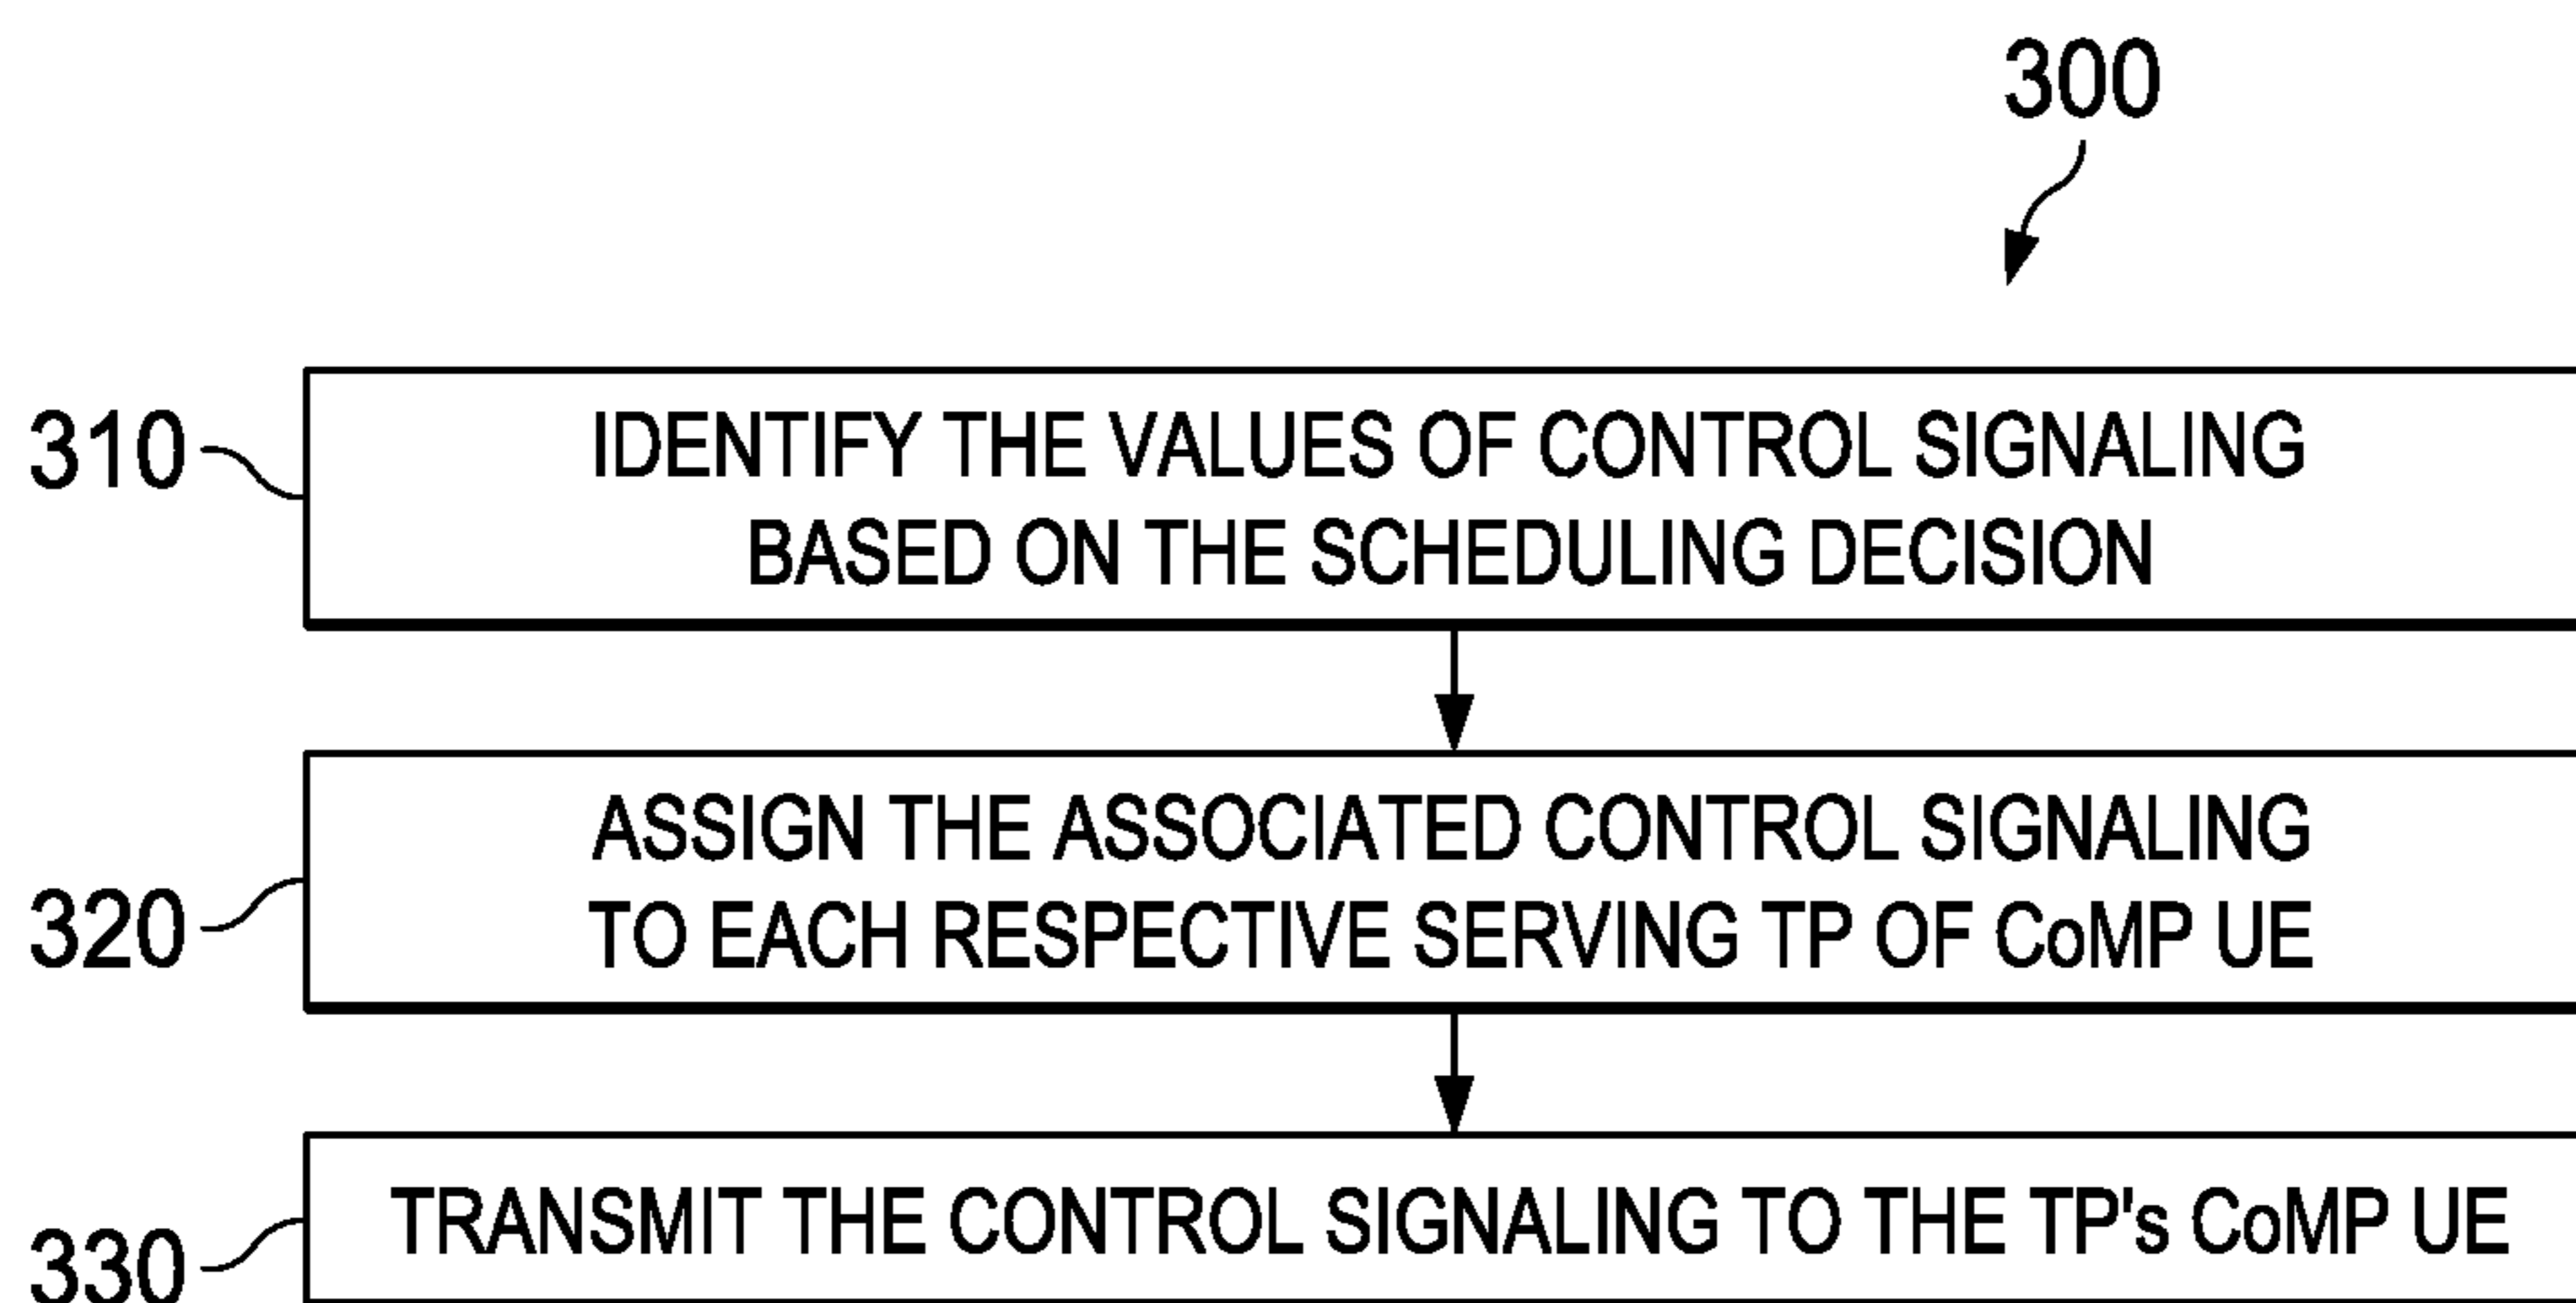 300
310
IDENTIFY THE VALUES OF CONTROL SIGNALING
BASED ON THE SCHEDULING DECISION
320
ASSIGN THE ASSOCIATED CONTROL SIGNALING
TO EACH RESPECTIVE SERVING TP OF CoMP UE
330
TRANSMIT THE CONTROL SIGNALING TO THE TP's CoMP UE